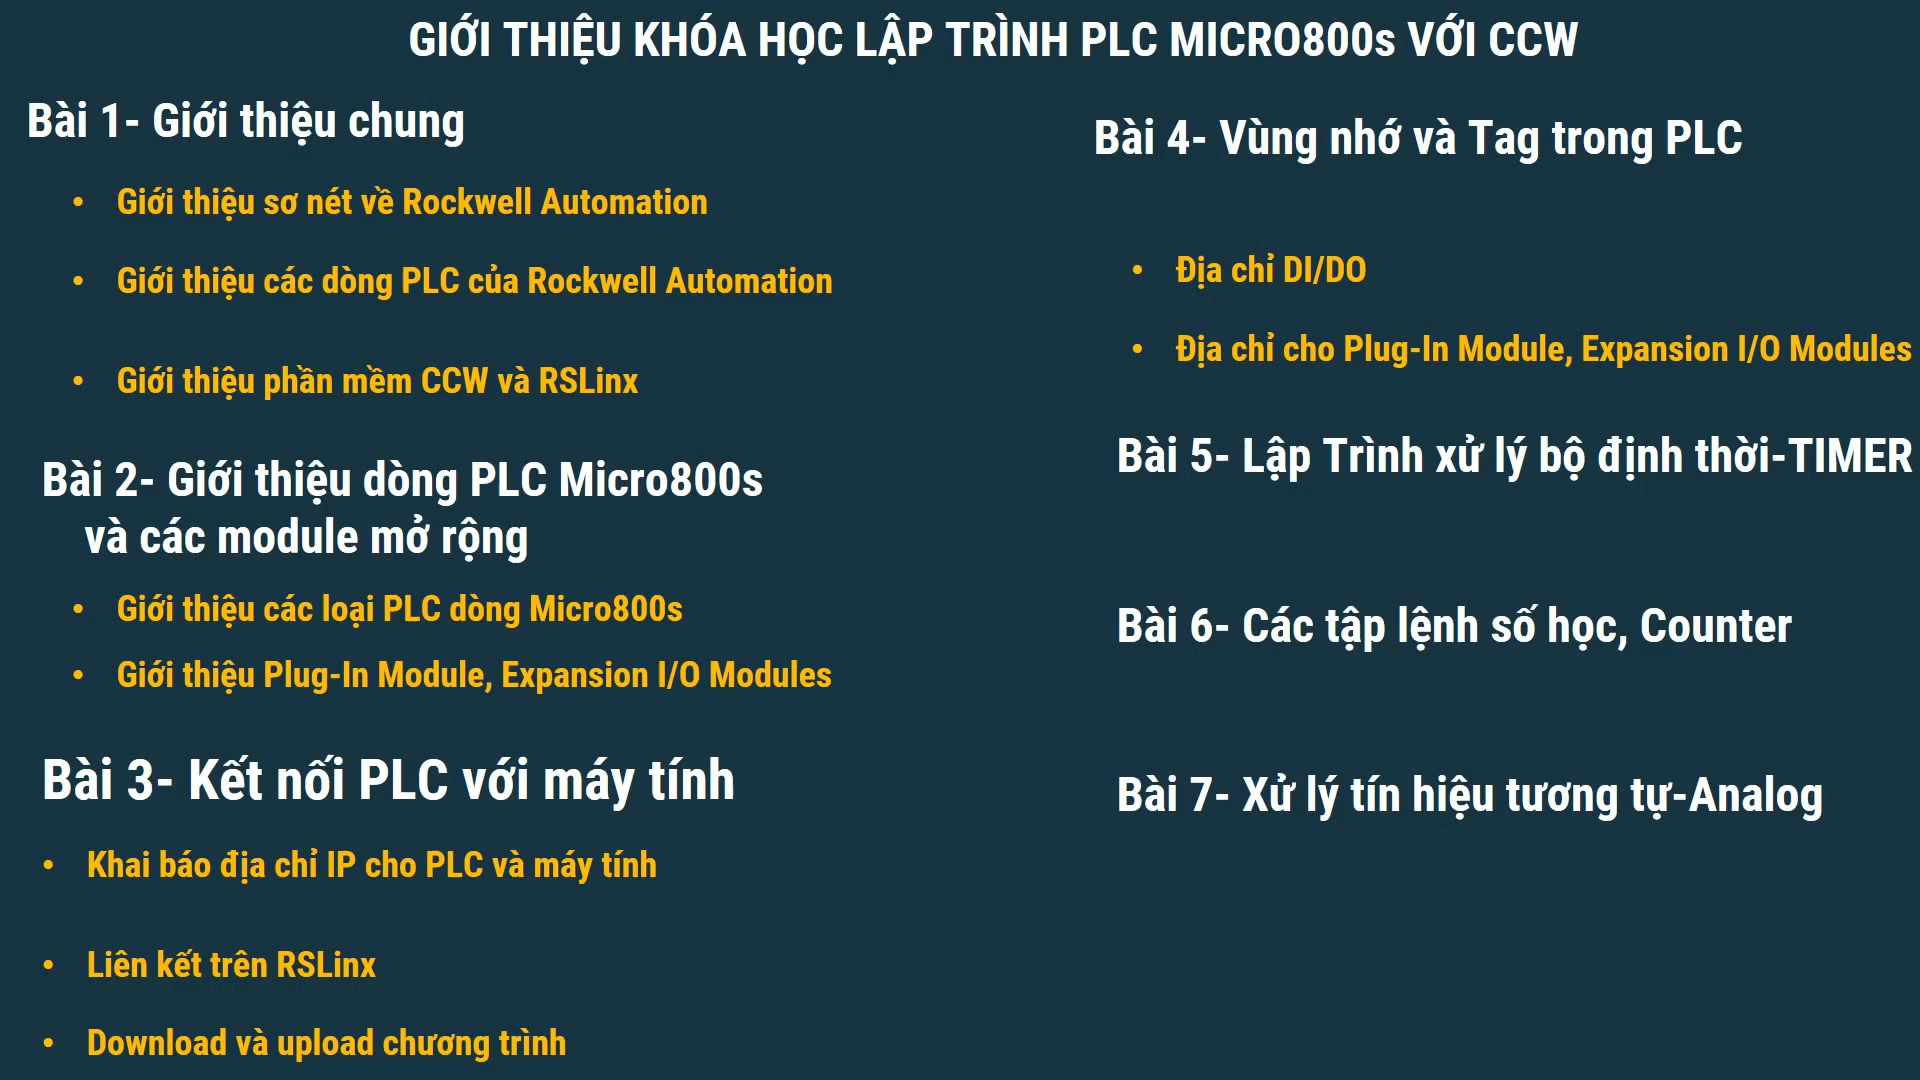 GIỚI THIỆU KHÓA HỌC LẬP TRÌNH PLC MICRO800s VỚI CCW
Bài 1- Giới thiệu chung
• Giới thiệu sơ nét về Rockwell Automation
• Giới thiệu các dòng PLC của Rockwell Automation
• Giới thiệu phần mềm CCW và RSLinx
Bài 2- Giới thiệu dòng PLC Micro800s
và các module mở rộng
• Giới thiệu các loại PLC dòng Micro800s
• Giới thiệu Plug-In Module, Expansion I/O Modules
Bài 3- Kết nối PLC với máy tính
• Khai báo địa chỉ IP cho PLC và máy tính
• Liên kết trên RSLinx
• Download và upload chương trình
Bài 4- Vùng nhớ và Tag trong PLC
• Địa chỉ DI/DO
• Địa chỉ cho Plug-In Module, Expansion I/O Modules
Bài 5- Lập Trình xử lý bộ định thời-TIMER
Bài 6- Các tập lệnh số học, Counter
Bài 7- Xử lý tín hiệu tương tự-Analog